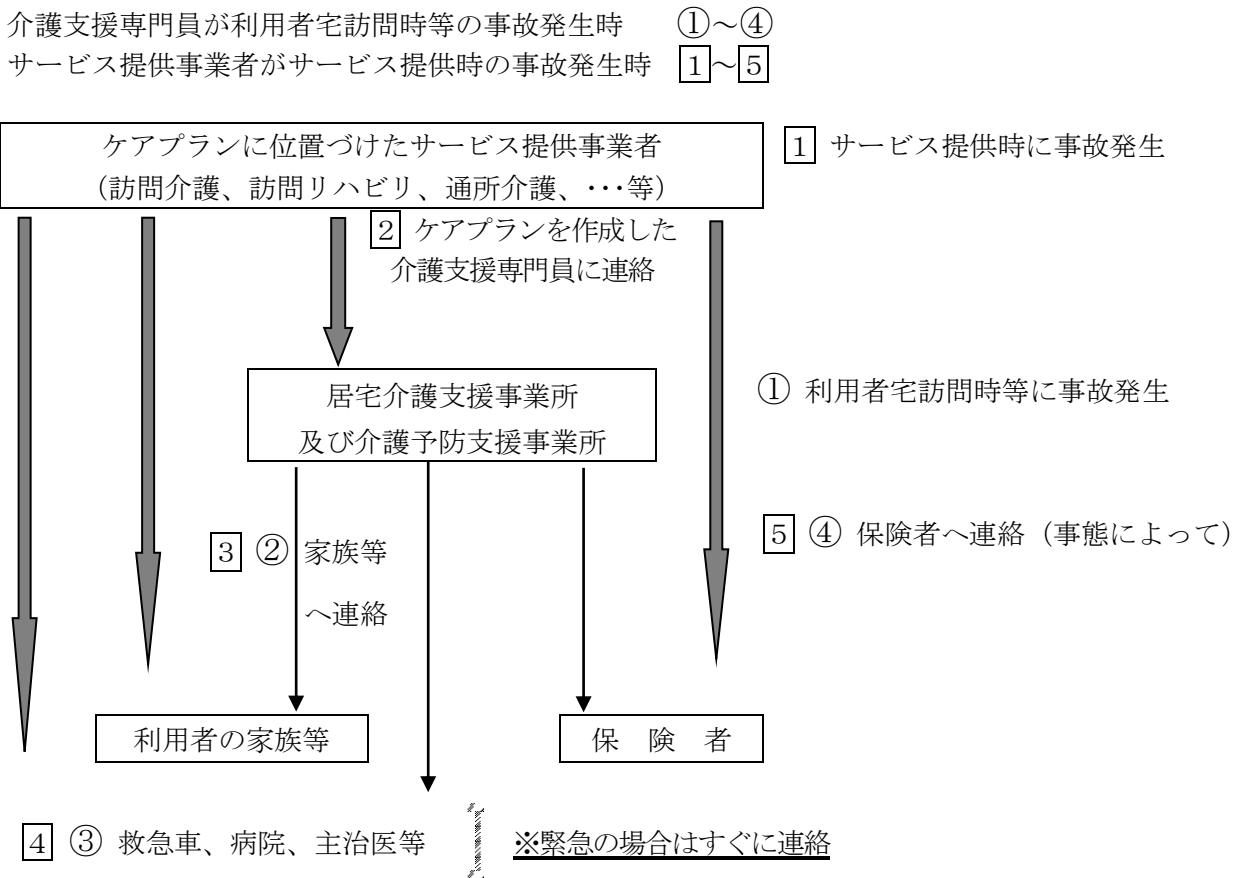 介護支援専門員が利用者宅訪問時等の事故発生時　①～④
サービス提供事業者がサービス提供時の事故発生時　1～5
ケアプランに位置づけたサービス提供事業者
（訪問介護、訪問リハビリ、通所介護、・・・等）
1 サービス提供時に事故発生
2 ケアプランを作成した
介護支援専門員に連絡
居宅介護支援事業所
及び介護予防支援事業所
① 利用者宅訪問時等に事故発生
3 ② 家族等
へ連絡
5 ④ 保険者へ連絡（事態によって）
利用者の家族等
保　険　者
4 ③ 救急車、病院、主治医等
※緊急の場合はすぐに連絡